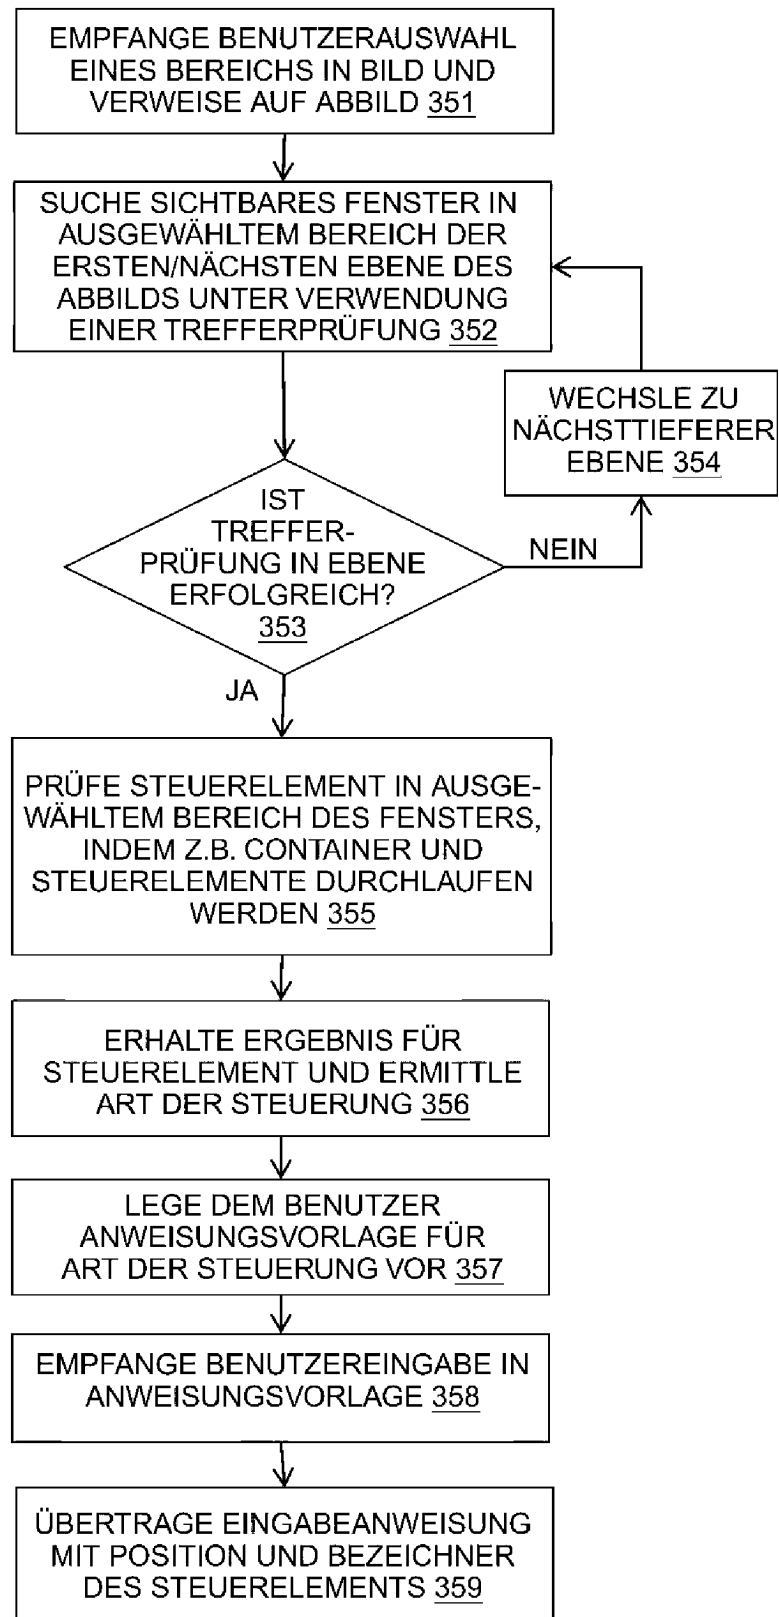 EMPFANGE BENUTZERAUSWAHL
EINES BEREICHS IN BILD UND
VERWEISE AUF ABBILD 351
SUCHE SICHTBARES FENSTER IN
AUSGEWÄHLTEM BEREICH DER
ERSTEN/NÄCHSTEN EBENE DES
ABBILDS UNTER VERWENDUNG
EINER TREFFERPRÜFUNG 352
WECHSLE ZU
NÄCHSTTIEFERER
EBENE 354
IST
TREFFER-
PRÜFUNG IN EBENE
ERFOLGREICH?
353
NEIN
JA
PRÜFE STEUERELEMENT IN AUSGE-
WÄHLTEM BEREICH DES FENSTERS,
INDEM Z.B. CONTAINER UND
STEUERELEMENTE DURCHLAUFEN
WERDEN 355
ERHALTE ERGEBNIS FÜR
STEUERELEMENT UND ERMITTLE
ART DER STEUERUNG 356
LEGE DEM BENUTZER
ANWEISUNGSVORLAGE FÜR
ART DER STEUERUNG VOR 357
EMPFANGE BENUTZEREINGABE IN
ANWEISUNGSVORLAGE 358
ÜBERTRAGE EINGABEANWEISUNG
MIT POSITION UND BEZEICHNER
DES STEUERELEMENTS 359